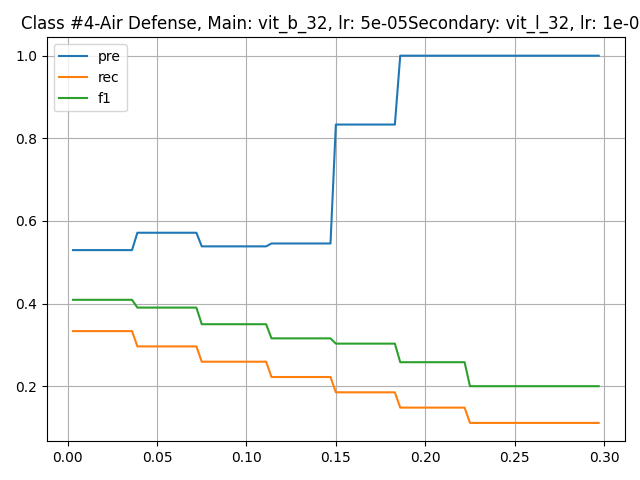 Class #4-Air Defense, Main: vit_b_32, lr: 5e-05Secondary: vit_l_32, lr: 1e-0
pre
rec
f1
1.0
0.8
0.6
0.4
0.2
0.00 0.05 0.10 0.15 0.20 0.25 0.30